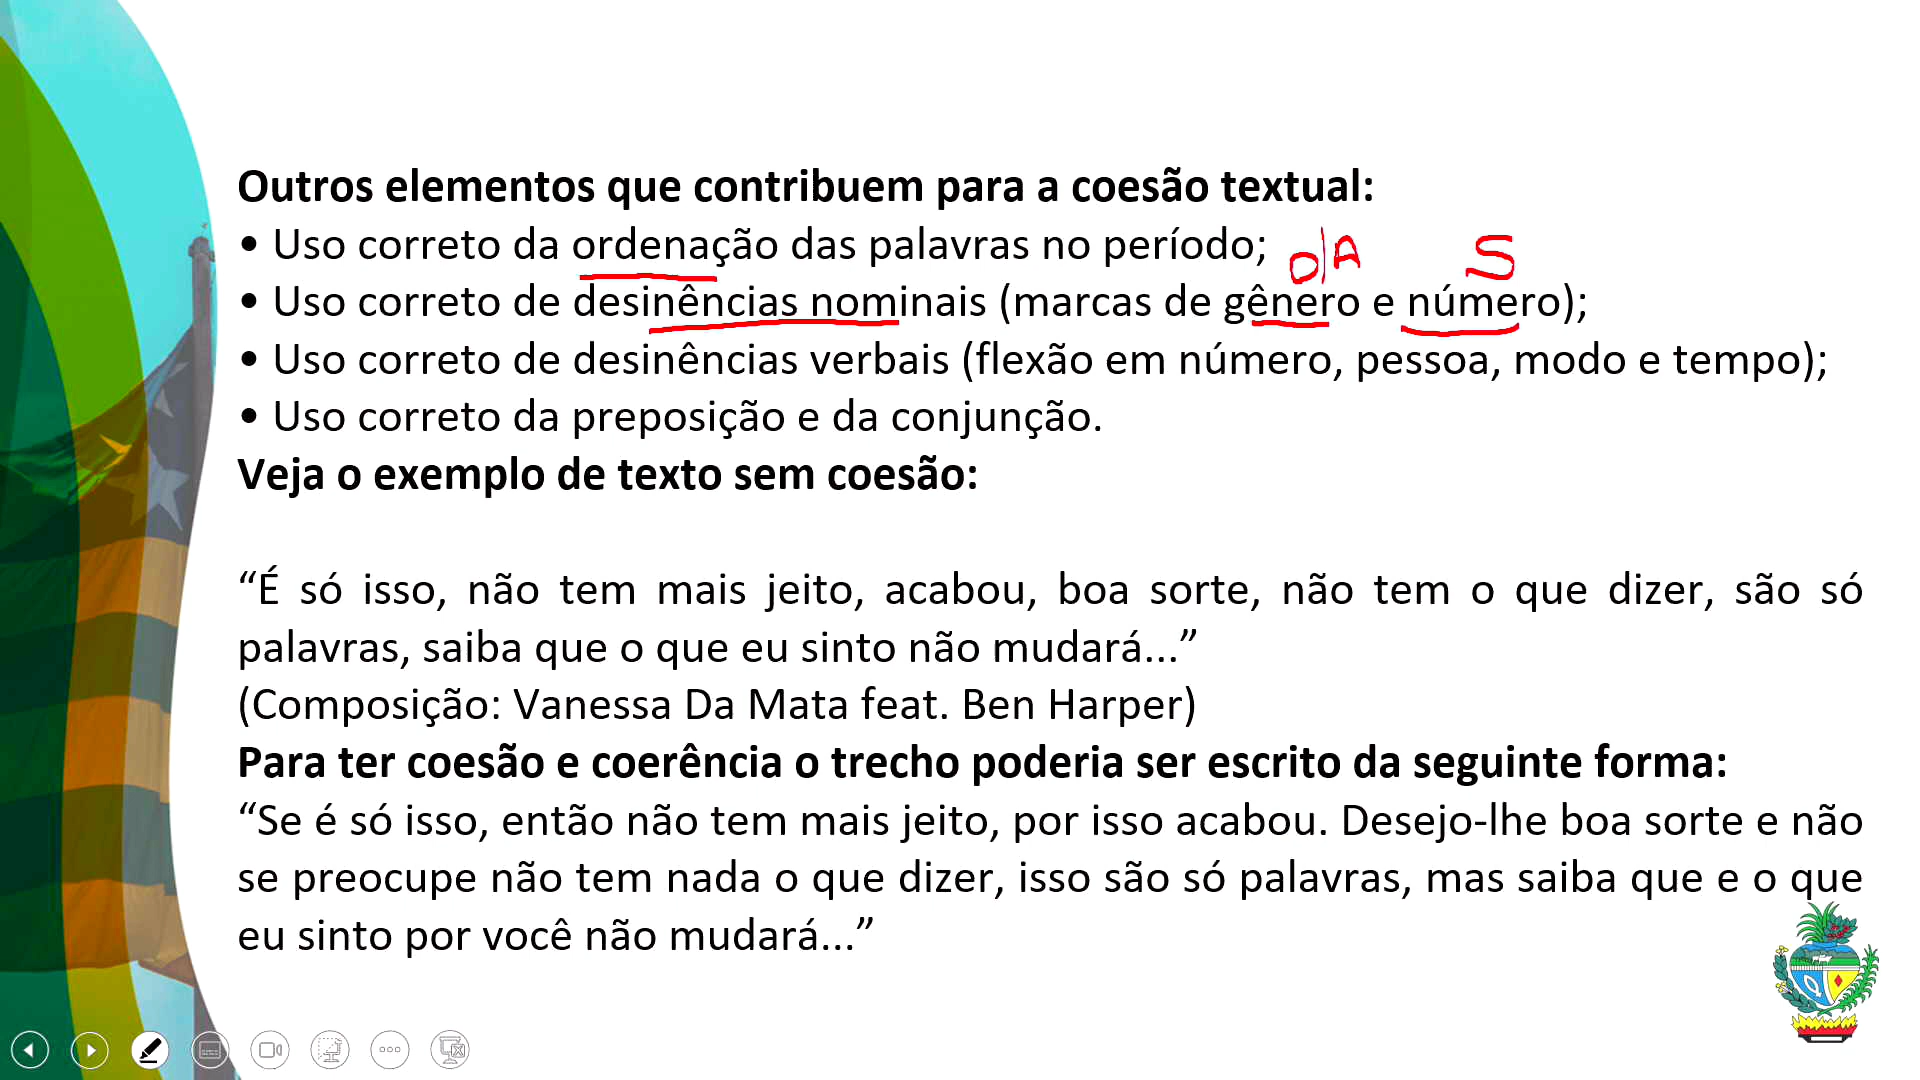 Outros elementos que contribuem para a coesão textual:
• Uso correto da ordenação das palavras no período;
O/A S
• Uso correto de desinências nominais (marcas de gênero e número);
• Uso correto de desinências verbais (flexão em número, pessoa, modo e tempo);
• Uso correto da preposição e da conjunção.
Veja o exemplo de texto sem coesão:
“É só isso, não tem mais jeito, acabou, boa sorte, não tem o que dizer, são só
palavras, saiba que o que eu sinto não mudará...”
(Composição: Vanessa Da Mata feat. Ben Harper)
Para ter coesão e coerência o trecho poderia ser escrito da seguinte forma:
“Se é só isso, então não tem mais jeito, por isso acabou. Desejo-lhe boa sorte e não
se preocupe não tem nada o que dizer, isso são só palavras, mas saiba que e o que
eu sinto por você não mudará...”